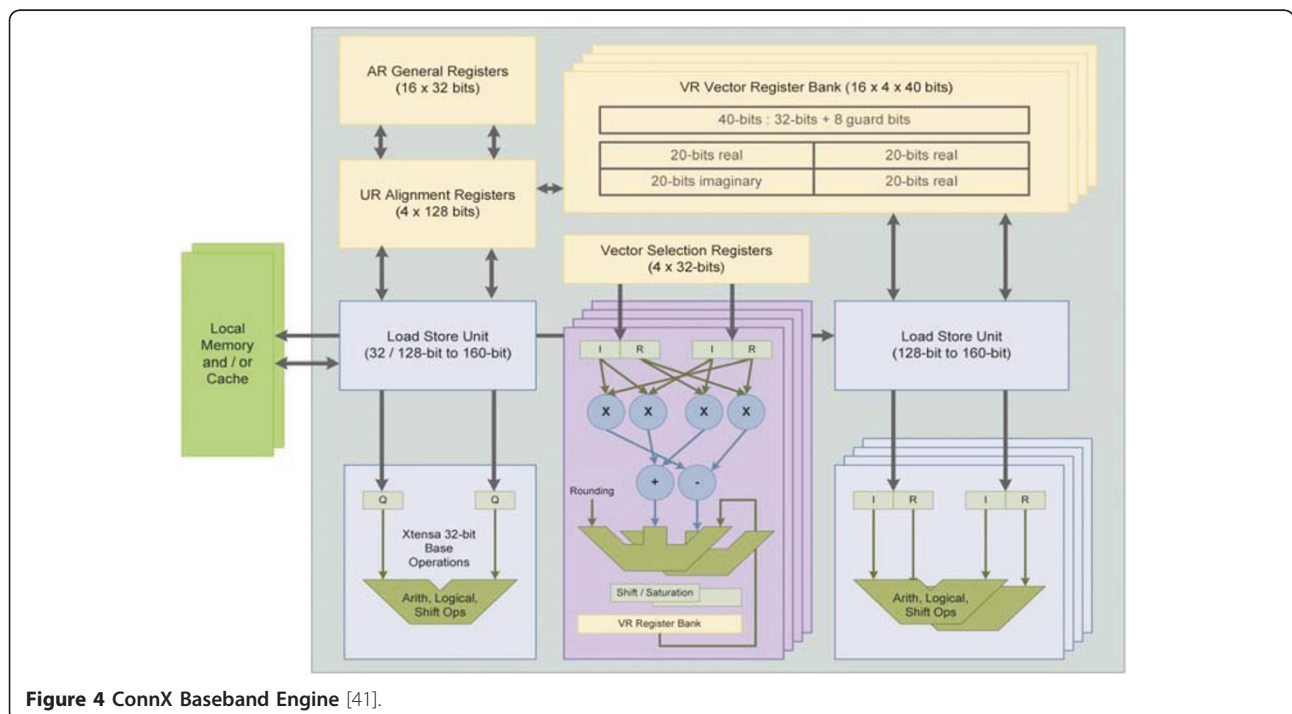 AR General Registers
(16 x 32 bits)
VR Vector Register Bank (16 x 4 x 40 bits)
40-bits : 32-bits + 8 guard bits
20-bits real
20-bits real
20-bits imaginary
20-bits real
UR Alignment Registers
(4 x 128 bits)
Vector Selection Registers
(4 x 32-bits)
Local
Memory
and / or
Cache
Load Store Unit
(32 / 128-bit to 160-bit)
Load Store Unit
(128-bit to 160-bit)
I R I R
X X X X
+ -
Rounding
Shift / Saturation
VR Register Bank
Q Q
Xtensa 32-bit
Base
Operations
Arith, Logical,
Shift Ops
I R I R
Arith, Logical,
Shift Ops
Figure 4 ConnX Baseband Engine [41].